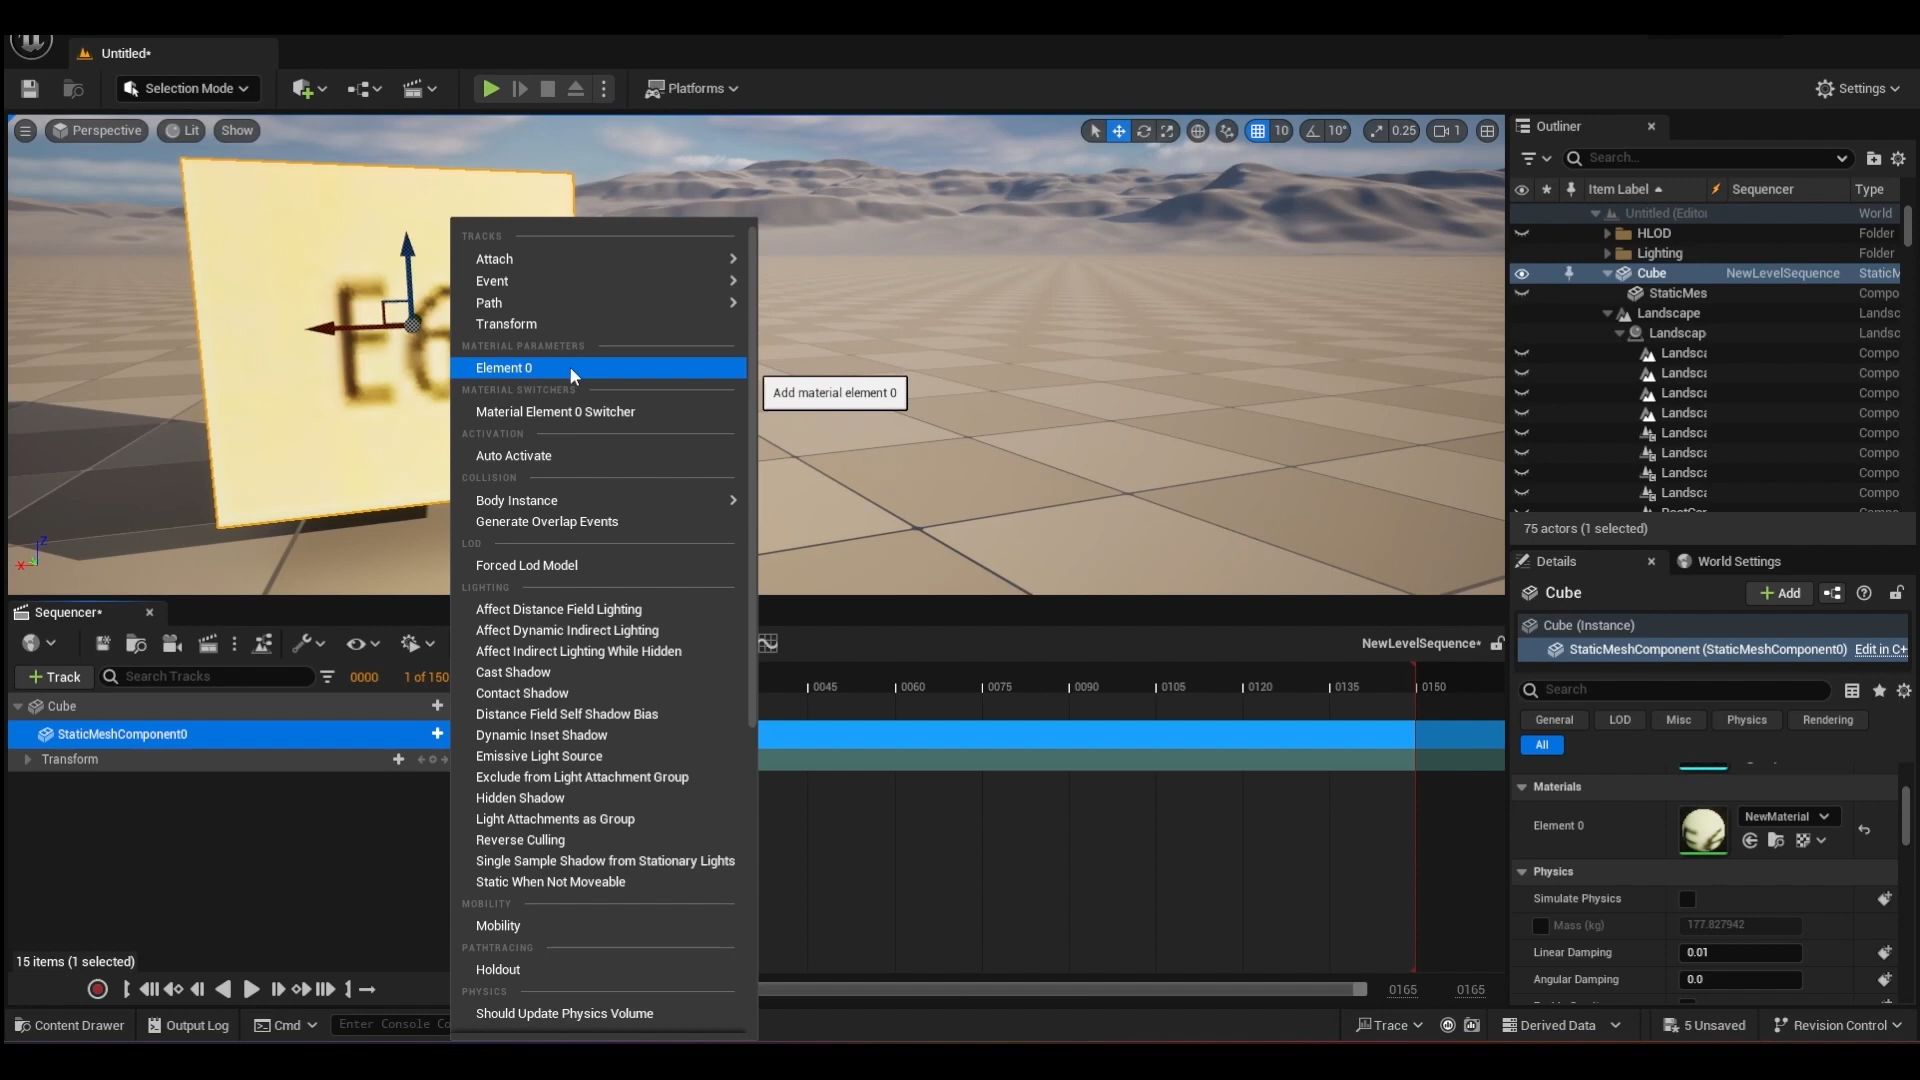 Untitled*
Selection Mode
Platforms
Settings
Perspective
Lit
Show
10
10°
0.25
1
E6
TRACKS
Attach
Event
Path
Transform
MATERIAL PARAMETERS
Element 0
MATERIAL SWITCHERS
Material Element 0 Switcher
ACTIVATION
Auto Activate
COLLISION
Body Instance
Generate Overlap Events
LOD
Forced Lod Model
LIGHTING
Affect Distance Field Lighting
Affect Dynamic Indirect Lighting
Affect Indirect Lighting While Hidden
Cast Shadow
Contact Shadow
Distance Field Self Shadow Bias
Dynamic Inset Shadow
Emissive Light Source
Exclude from Light Attachment Group
Hidden Shadow
Light Attachments as Group
Reverse Culling
Single Sample Shadow from Stationary Lights
Static When Not Moveable
MOBILITY
Mobility
PATHTRACING
Holdout
PHYSICS
Should Update Physics Volume
Add material element 0
Outliner
Search...
Item Label
Sequencer
Type
Untitled (Editor
World
HLOD
Folder
Lighting
Folder
Cube
NewLevelSequence
StaticM
StaticMes
Compo
Landscape
Landsc
Landscap
Landsc
Landsca
Compo
Landsca
Compo
Landsca
Compo
Landsca
Compo
Landsca
Compo
Landsca
Compo
Landsca
Compo
Landsca
Compo
75 actors (1 selected)
Details
World Settings
Cube
Add
Cube (Instance)
StaticMeshComponent (StaticMeshComponent0)
Edit in C+
Search
General
LOD
Misc
Physics
Rendering
All
Materials
Element 0
NewMaterial
Physics
Simulate Physics
Mass (kg)
177.827942
Linear Damping
0.01
Angular Damping
0.0
Sequencer*
NewLevelSequence*
Track
Search Tracks
0000
1 of 150
0045
0060
0075
0090
0105
0120
0135
0150
Cube
StaticMeshComponent0
Transform
15 items (1 selected)
0165
0165
Content Drawer
Output Log
Cmd
Enter Console Co
Trace
Derived Data
5 Unsaved
Revision Control